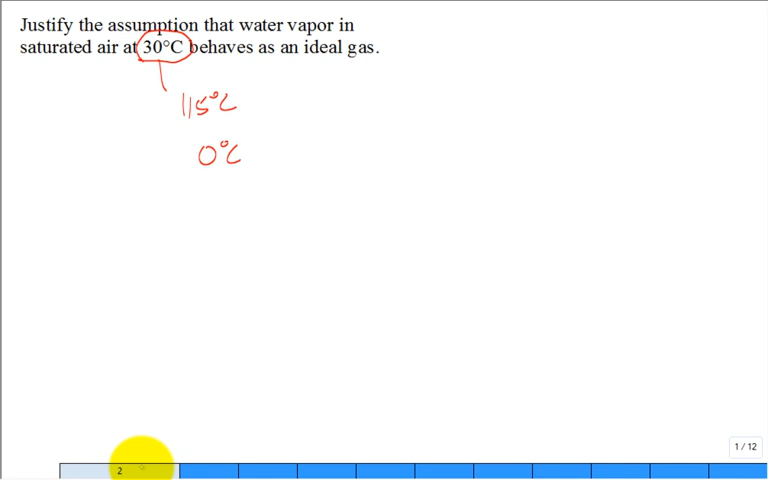 Justify the assumption that water vapor in
saturated air at 30°C behaves as an ideal gas.
115°C
0°C
1 / 12
2